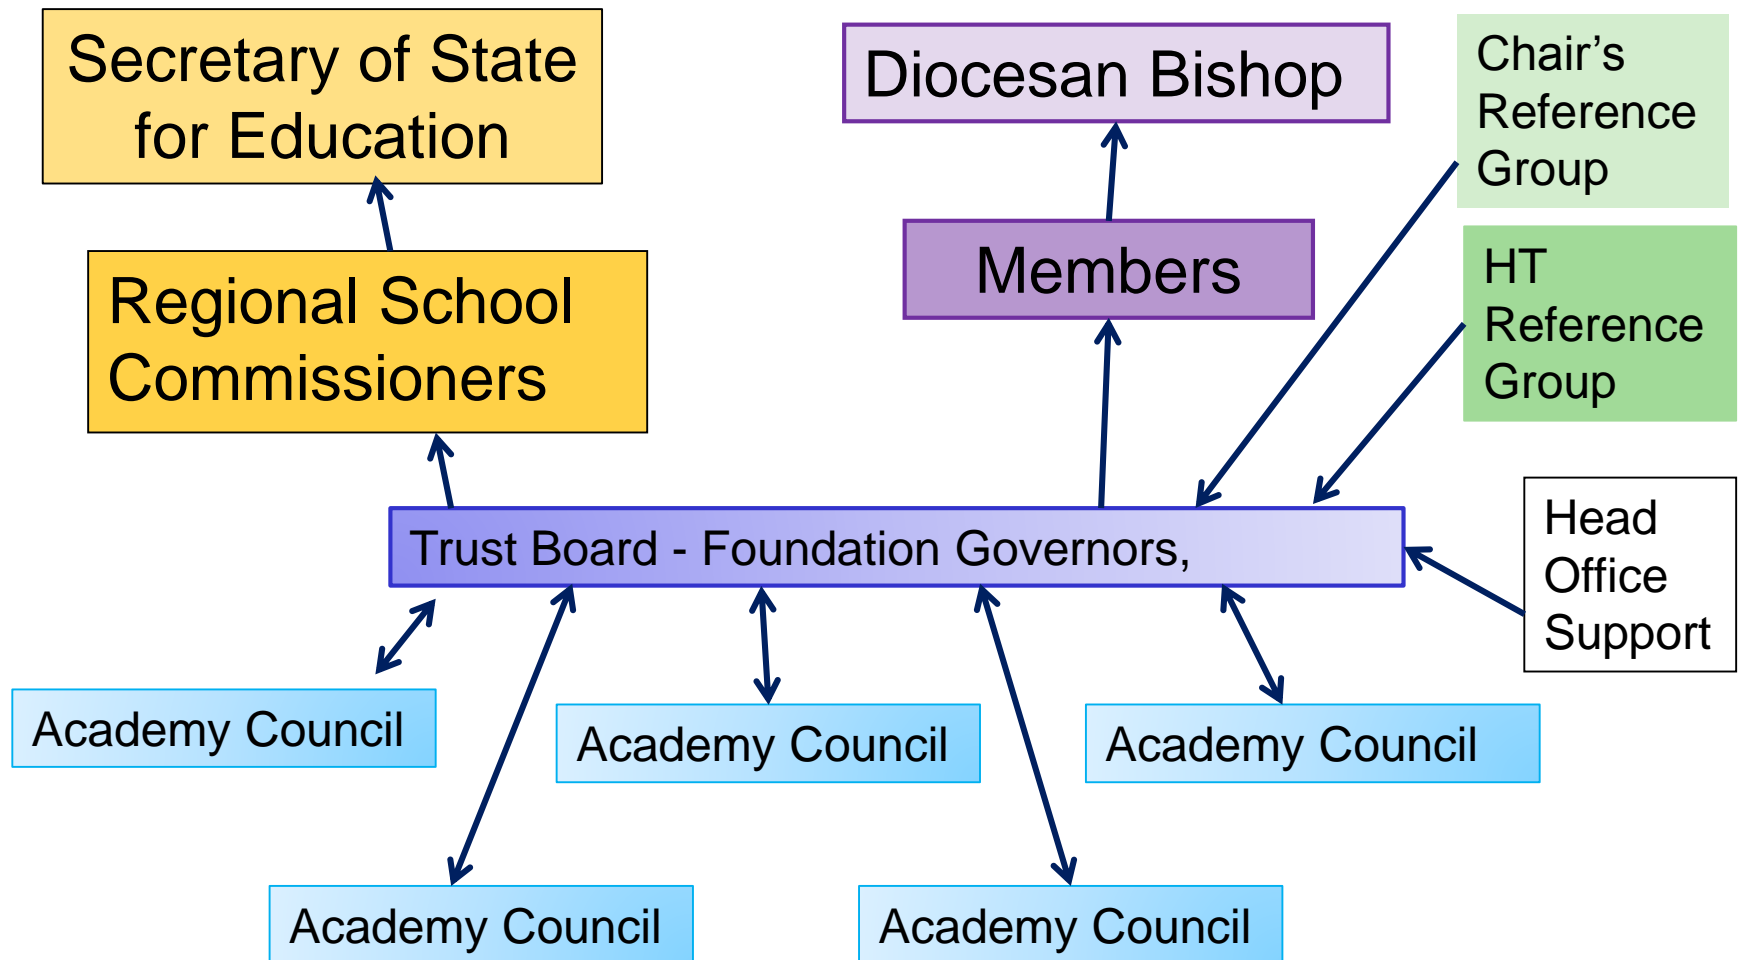 Secretary of State
for Education
Diocesan Bishop
Chair's
Reference
Group
Regional School
Commissioners
Members
HT
Reference
Group
Trust Board - Foundation Governors,
Head
Office
Support
Academy Council
Academy Council
Academy Council
Academy Council
Academy Council